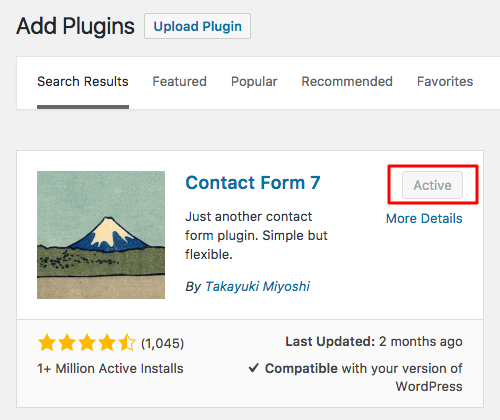 Add Plugins Upload Plugin
Search Results Featured Popular Recommended Favorites
Contact Form 7 Active
More Details
Just another contact
form plugin. Simple but
flexible.
By Takayuki Miyoshi
(1,045) Last Updated: 2 months ago
1+ Million Active Installs ✔ Compatible with your version of
WordPress